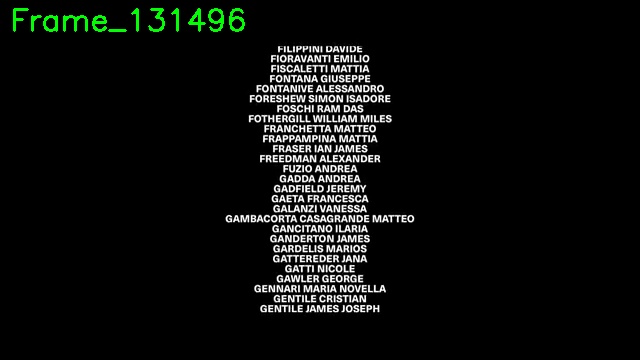 Frame_131496
FILIPPINI DAVIDE
FIORAVANTI EMILIO
FISCALETTI MATTIA
FONTANA GIUSEPPE
FONTANIVE ALESSANDRO
FORESHEW SIMON ISADORE
FOSCHI RAM DAS
FOTHERGILL WILLIAM MILES
FRANCHETTA MATTEO
FRAPPAMPINA MATTIA
FRASER IAN JAMES
FREEDMAN ALEXANDER
FUZIO ANDREA
GADDA ANDREA
GADFIELD JEREMY
GAETA FRANCESCA
GALANZI VANESSA
GAMBACORTA CASAGRANDE MATTEO
GANCITANO ILARIA
GANDERTON JAMES
GARDELIS MARIOS
GATTEREDER JANA
GATTI NICOLE
GAWLER GEORGE
GENNARI MARIA NOVELLA
GENTILE CRISTIAN
GENTILE JAMES JOSEPH